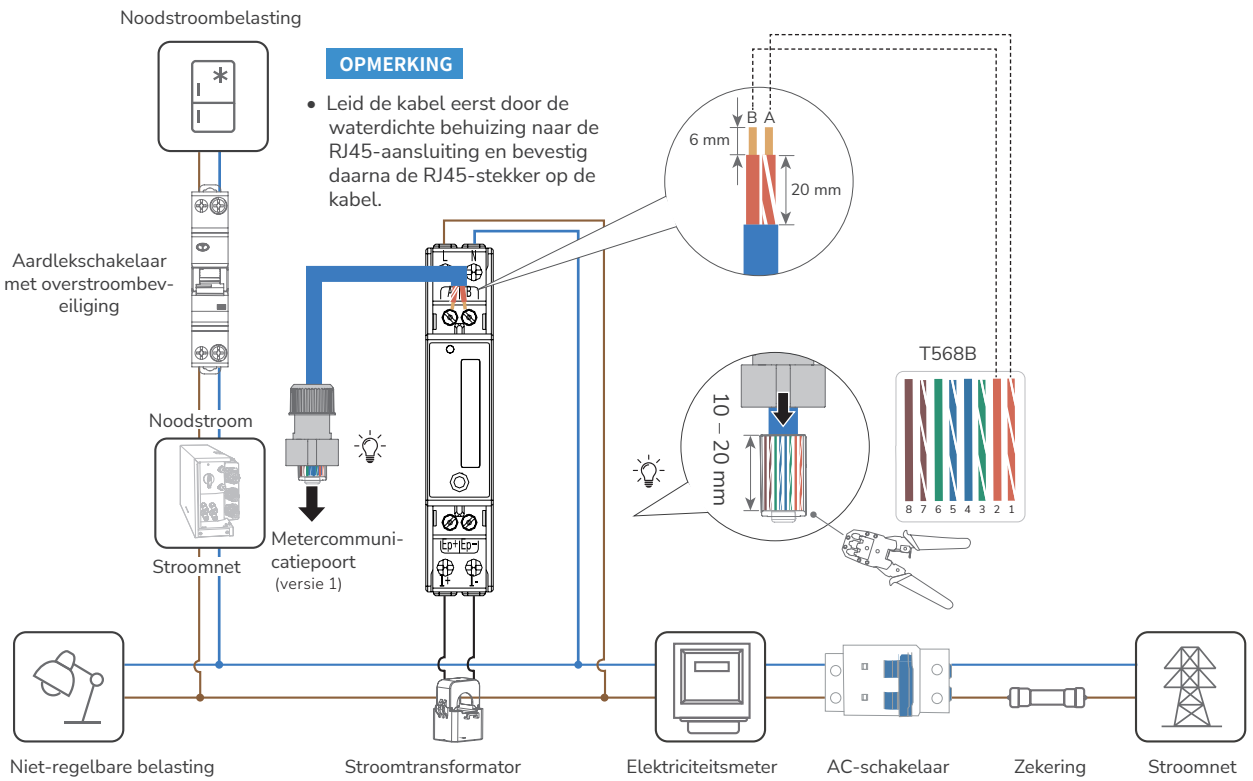 Noodstroombelasting
OPMERKING
• Leid de kabel eerst door de
waterdichte behuizing naar de
RJ45-aansluiting en bevestig
daarna de RJ45-stekker op de
kabel.
B A
6 mm
20 mm
Aardlekschakelaar
met overstroombev-
eiliging
L N
A B
T568B
10 – 20 mm
8 7 6 5 4 3 2 1
Noodstroom
Stroomnet
Metercommuni-
catiepoort
(versie 1)
Ep+ Ep-
I+ I-
Niet-regelbare belasting
Stroomtransformator
Elektriciteitsmeter
AC-schakelaar
Zekering
Stroomnet